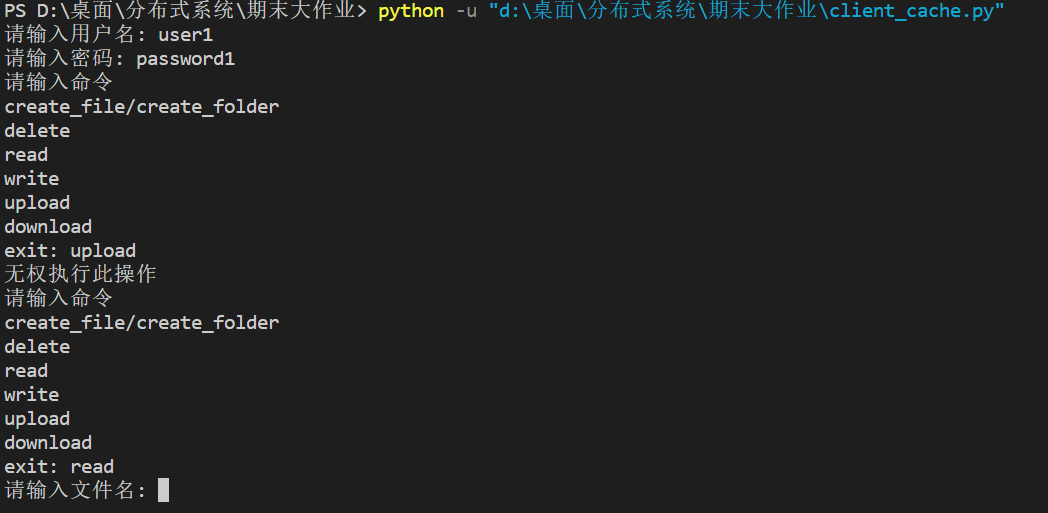 PS D:\桌面\分布式系统\期末大作业> python -u "d:\桌面\分布式系统\期末大作业\client_cache.py"
请输入用户名: user1
请输入密码: password1
请输入命令
create_file/create_folder
delete
read
write
upload
download
exit: upload
无权执行此操作
请输入命令
create_file/create_folder
delete
read
write
upload
download
exit: read
请输入文件名: